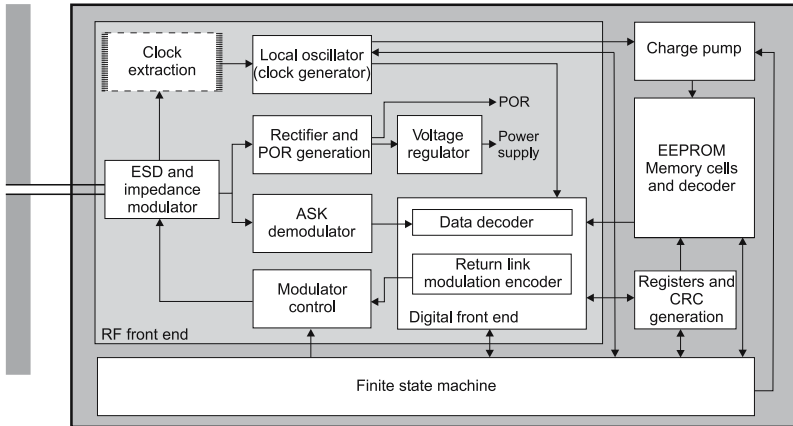 Clock
extraction
Local oscillator
(clock generator)
Charge pump
POR
Rectifier and
POR generation
Voltage
regulator
Power
supply
EEPROM
Memory cells
and decoder
ESD and
impedance
modulator
ASK
demodulator
Data decoder
Return link
modulation encoder
Modulator
control
Registers and
CRC
generation
RF front end
Digital front end
Finite state machine